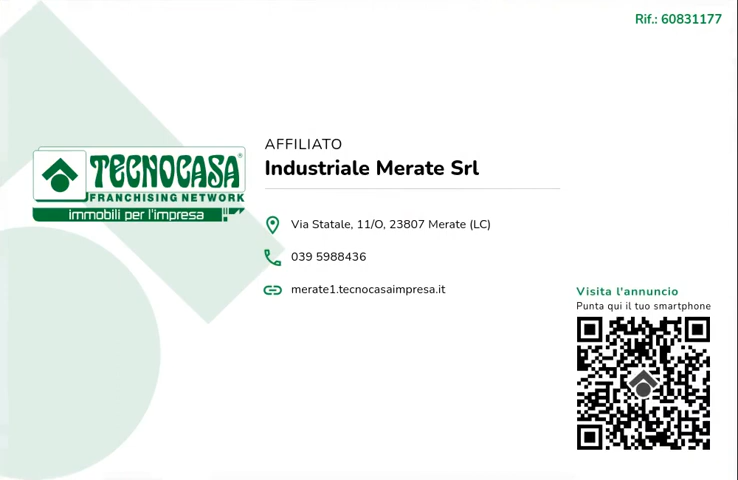 Rif.: 60831177
AFFILIATO
Industriale Merate Srl
TECNOCASA®
FRANCHISING NETWORK
immobili per l'impresa
Via Statale, 11/O, 23807 Merate (LC)
039 5988436
merate1.tecnocasaimpresa.it
Visita l'annuncio
Punta qui il tuo smartphone